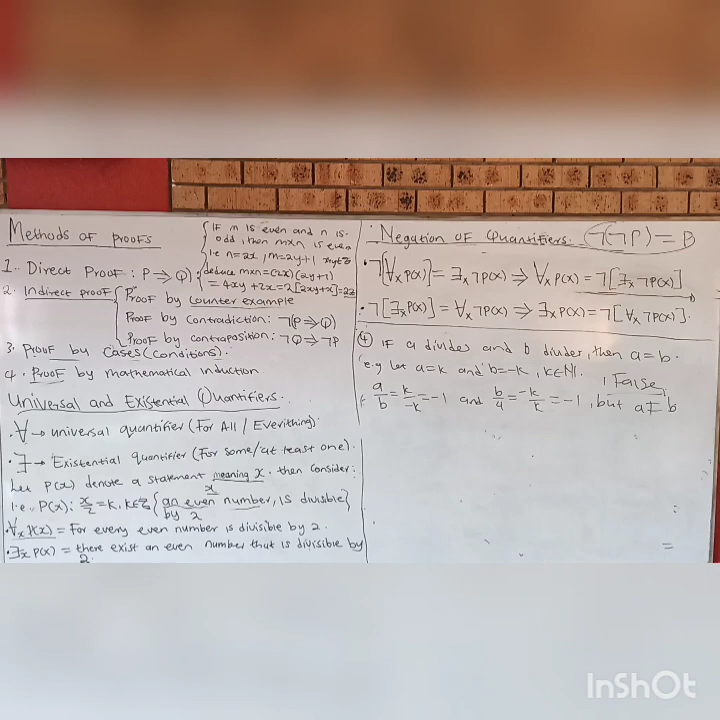 Methods of Proofs
{ IF m is even and n is
odd, then m×n is even
i.e n=2x, m=2y+1 x,y∈Z
1.. Direct Proof : P⇒Q) { deduce m×n=(2x)(2y+1)
= 4xy+2x=2[2xy+x]=2z
2. Indirect proof { Proof by counter example
Proof by contradiction: ¬(P⇒Q)
Proof by contraposition: ¬Q⇒¬P
3. Proof by cases (conditions).
4. Proof by mathematical induction.
Universal and Existential Quantifiers.
• ∀→ universal quantifier (For All / Everything).
• ∃→ Existential quantifier (For some/at least one).
Let P(x) denote a statement meaning x. then consider:
i.e., P(x): x/2 = k, k∈Z { an even number, x is divisible}
by 2
• ∀x P(x) = For every even number is divisible by 2.
• ∃x P(x) = there exist an even number that is divisible by
2.
• Negation of Quantifiers. ¬(¬P) = P
• ¬[∀x P(x)] = ∃x ¬P(x) ⇒ ∀x P(x) = ¬[∃x ¬P(x)]
• ¬[∃x P(x)] = ∀x ¬P(x) ⇒ ∃x P(x) = ¬[∀x ¬P(x)].
④ IF a divides and b divides, then a = b.
e.g let a=k and b=-k, k∈N.
a/b = k/-k = -1 and b/a = -k/k = -1, but a≠b
False
=
InShOt